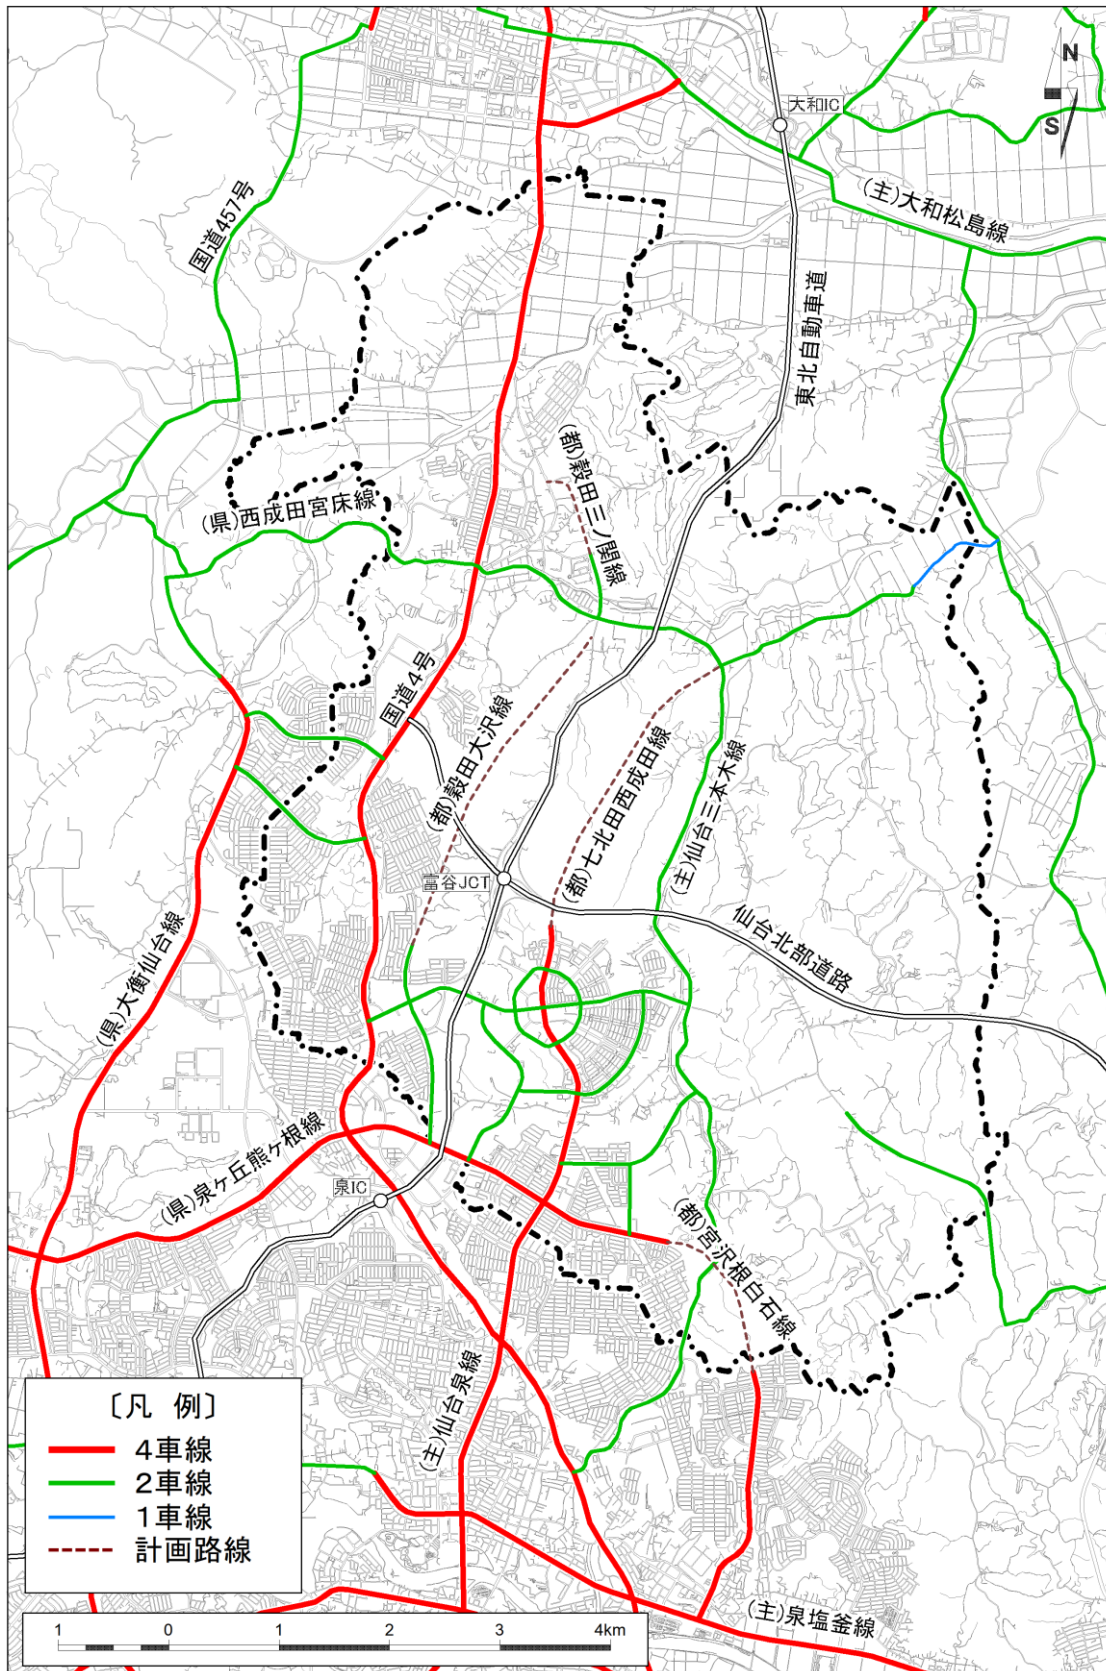 N
S
大和IC
(主)大和松島線
国道457号
東北自動車道
(都)穀田三ノ関線
(県)西成田宮床線
国道4号
(都)穀田大沢線
(都)七北田西成田線
(主)仙台三本木線
富谷JCT
仙台北部道路
(県)大衡仙台線
(県)泉ヶ丘熊ヶ根線
泉IC
(都)宮沢根白石線
(主)仙台泉線
(主)泉塩釜線
〔凡 例〕
4車線
2車線
1車線
計画路線
1 0 1 2 3 4km